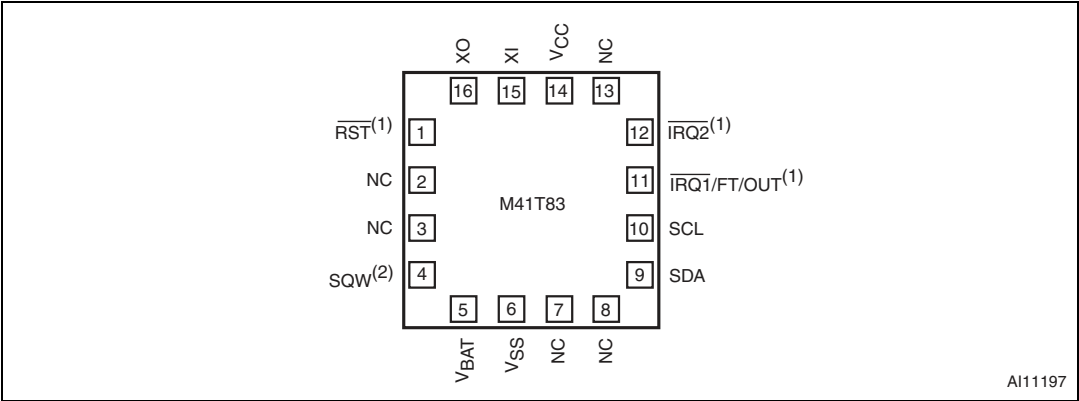 XO XI VCC NC
16 15 14 13
RST(1) 1 12 IRQ2(1)
NC 2 11 IRQ1/FT/OUT(1)
M41T83
NC 3 10 SCL
SQW(2) 4 9 SDA
5 6 7 8
VBAT VSS NC NC
AI11197